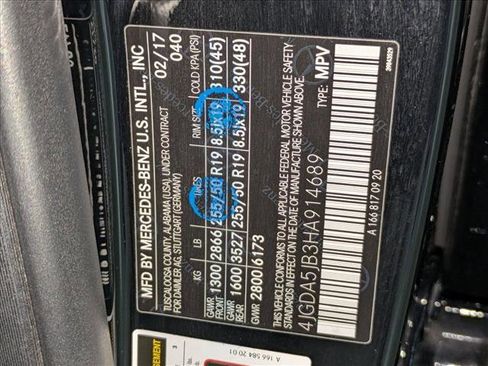 MFD BY MERCEDES-BENZ U.S. INTL., INC
TUSCALOOSA COUNTY, ALABAMA (USA), UNDER CONTRACT
FOR DAIMLER AG, STUTTGART (GERMANY)
02/17
040
KG LB TIRES RIM SIZE COLD KPA(PSI)
GAWR
FRONT 1300 2866 255/50 R19 8.5Jx19 310(45)
GAWR
REAR 1600 3527 255/50 R19 8.5Jx19 330(48)
GVWR 2800 6173
THIS VEHICLE CONFORMS TO ALL APPLICABLE FEDERAL MOTOR VEHICLE SAFETY
STANDARDS IN EFFECT ON THE DATE OF MANUFACTURE SHOWN ABOVE.
4JGDA5JB3HA914689 TYPE: MPV
A 166 817 09 20
A 166 584 20 01
3